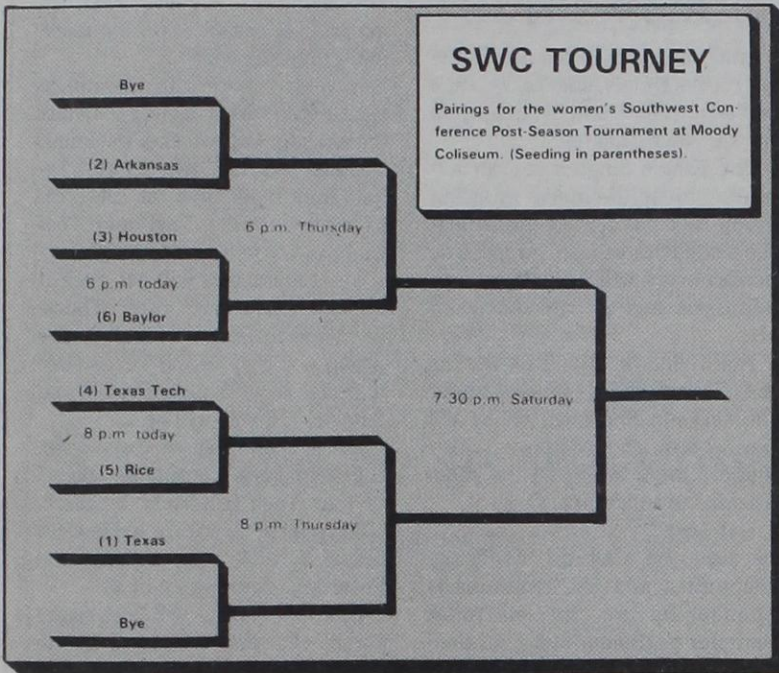 SWC TOURNEY
Pairings for the women's Southwest Con-
ference Post-Season Tournament at Moody
Coliseum. (Seeding in parentheses).
Bye
(2) Arkansas
6 p.m. Thursday
(3) Houston
6 p.m. today
(6) Baylor
7:30 p.m. Saturday
(4) Texas Tech
8 p.m. today
(5) Rice
8 p.m. Thursday
(1) Texas
Bye